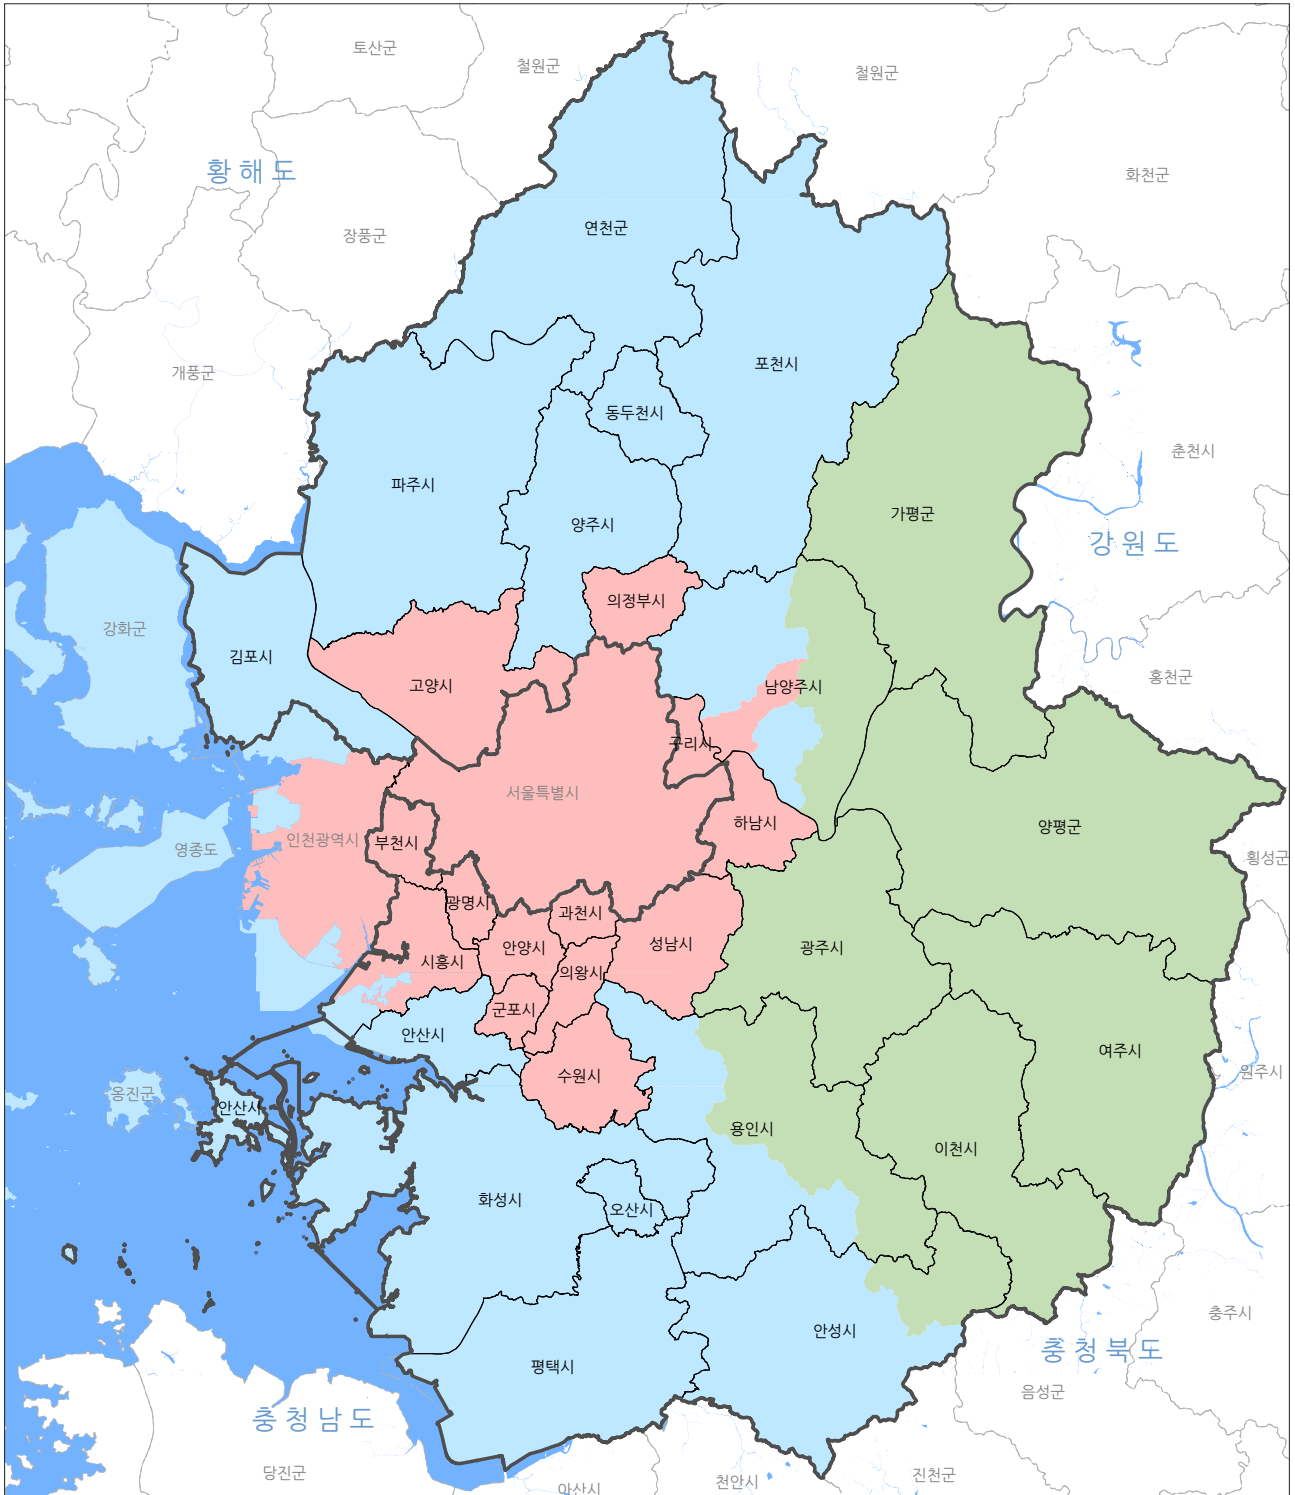 토산군
철원군
철원군
황해도
화천군
연천군
장풍군
포천시
개풍군
동두천시
춘천시
파주시
가평군
양주시
강원도
의정부시
강화군
김포시
홍천군
고양시
남양주시
구리시
서울특별시
하남시
양평군
인천광역시
부천시
영종도
횡성군
광명시
과천시
안양시
성남시
광주시
시흥시
의왕시
군포시
안산시
여주시
수원시
원주시
옹진군
안산시
용인시
이천시
화성시
오산시
충주시
안성시
충청북도
평택시
음성군
충청남도
당진군
진천군
천안시
아산시